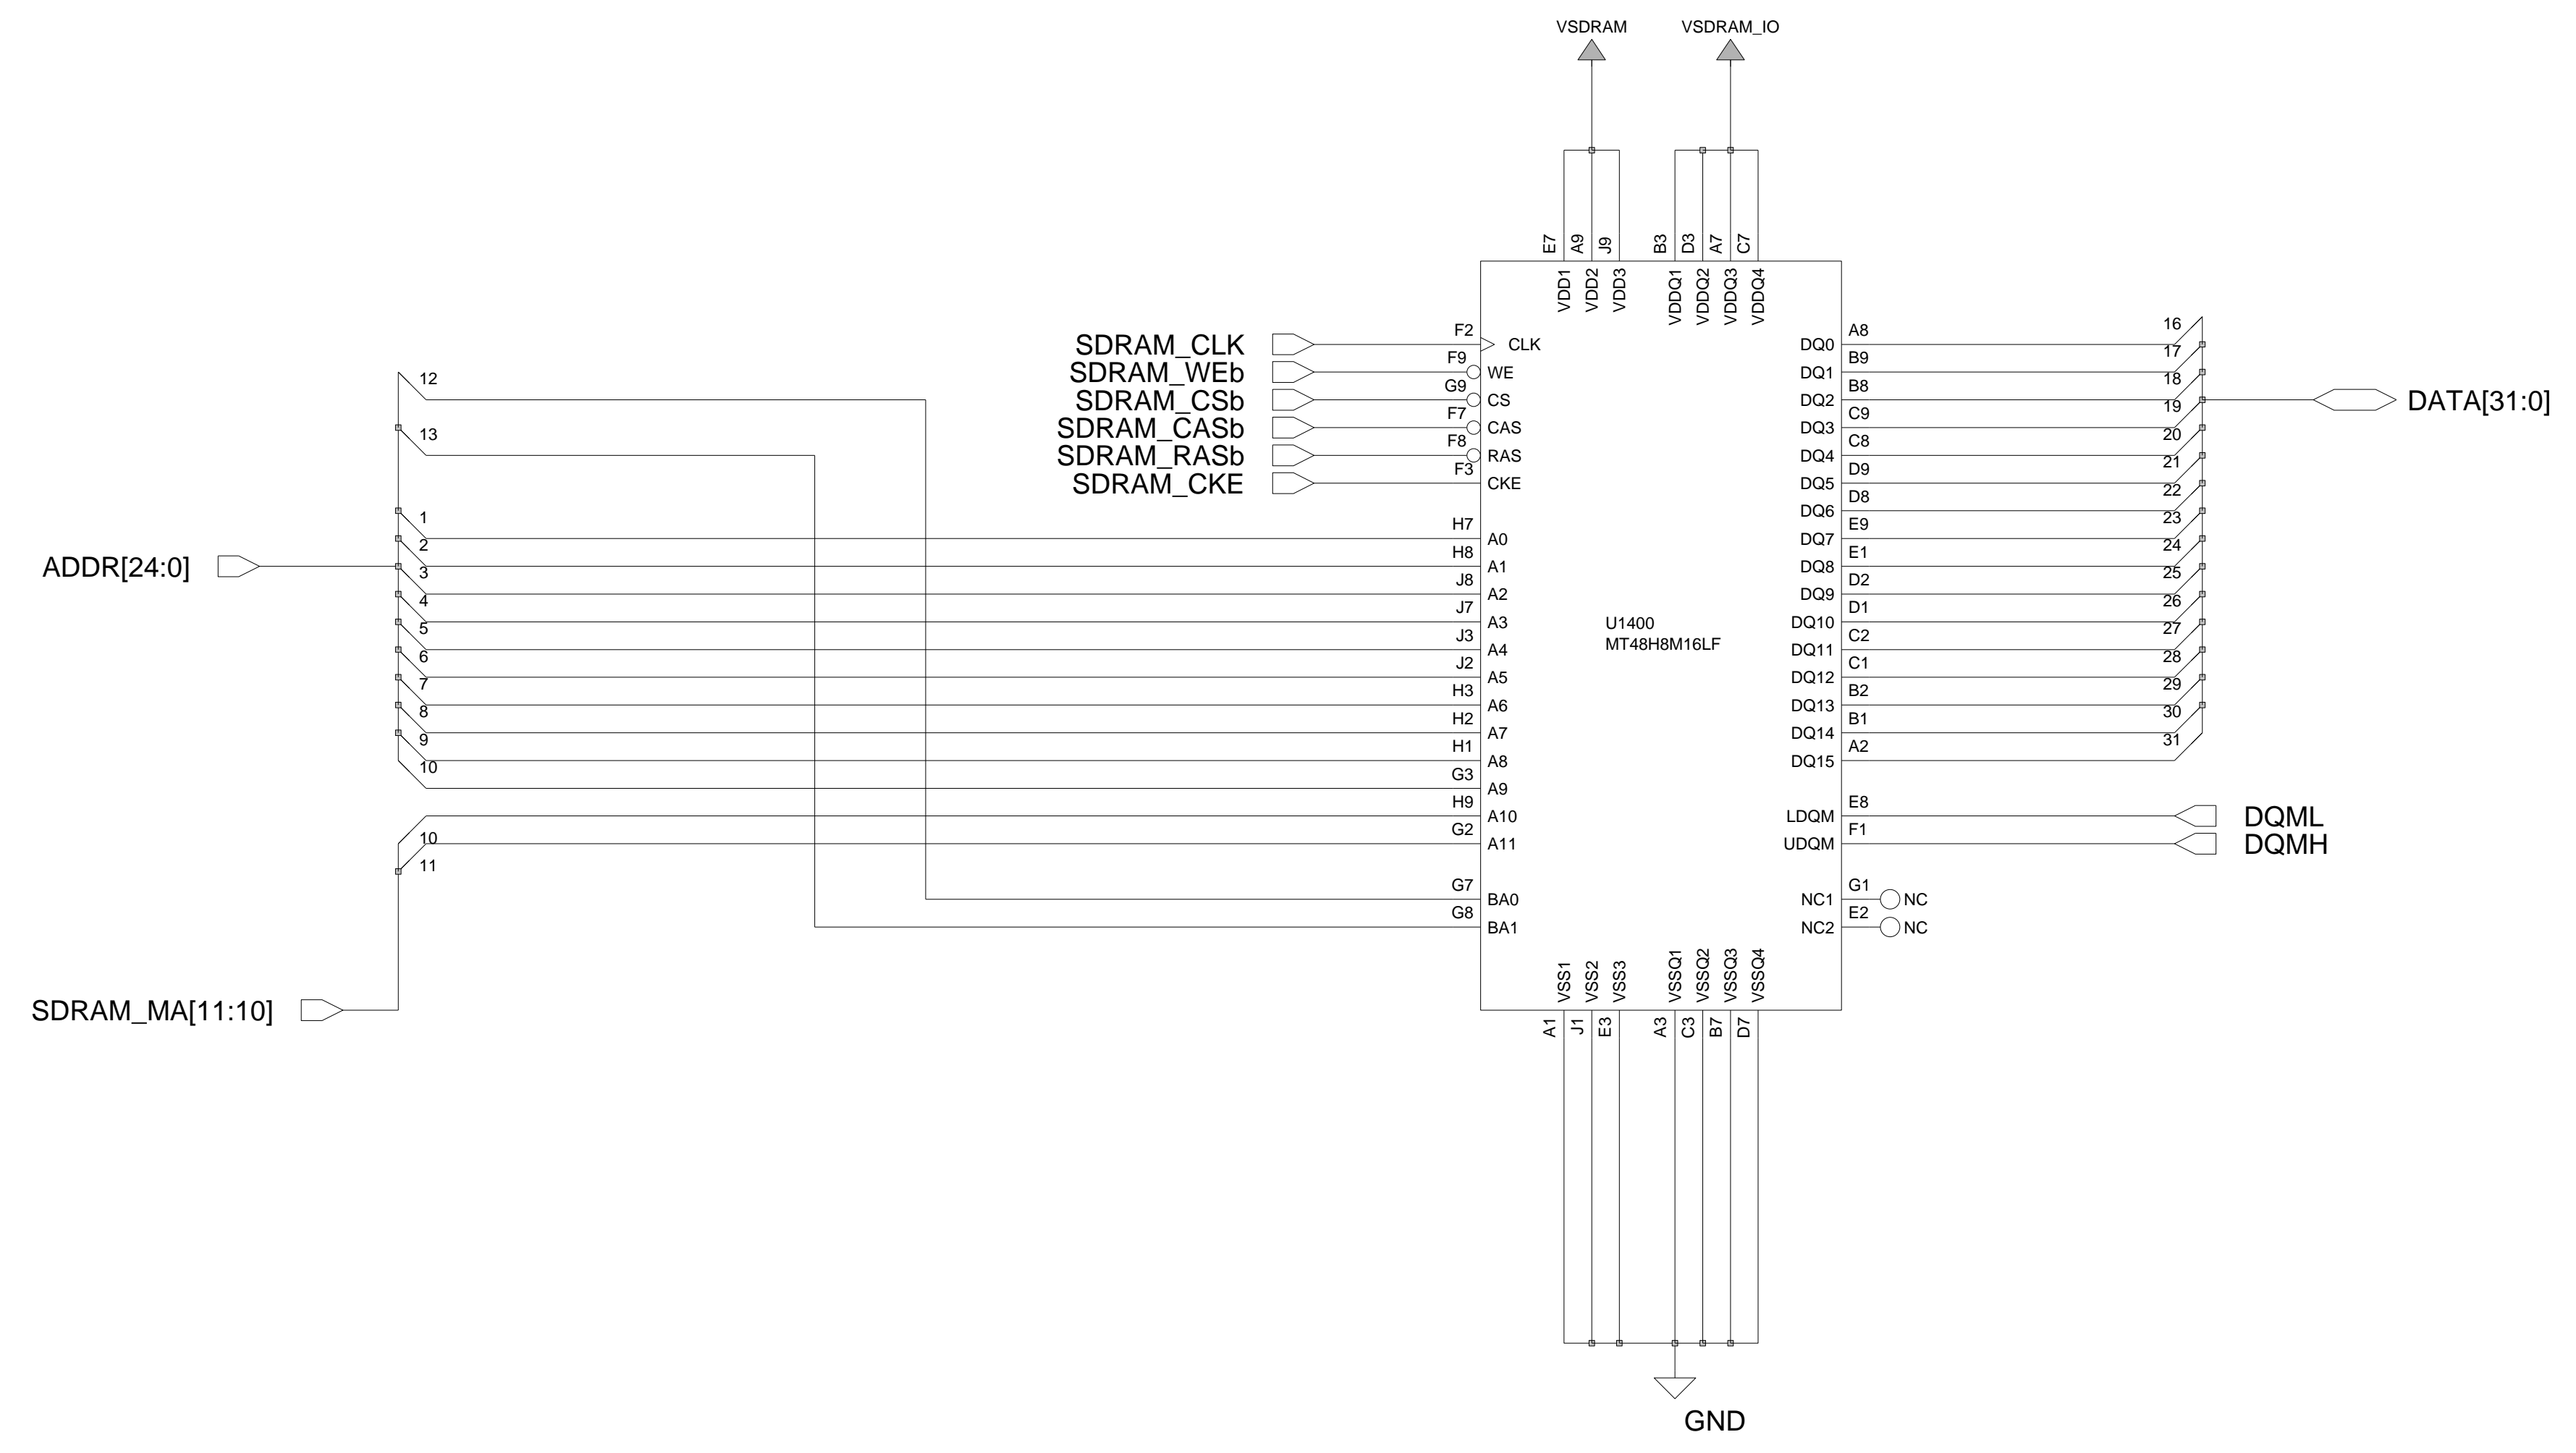 VSDRAM VSDRAM_IO
E7 A9 J9 B3 D3 A7 C7
VDD1 VDD2 VDD3 VDDQ1 VDDQ2 VDDQ3 VDDQ4
SDRAM_CLK F2 CLK
SDRAM_WEb F9 WE
SDRAM_CSb G9 CS
SDRAM_CASb F7 CAS
SDRAM_RASb F8 RAS
SDRAM_CKE F3 CKE
12
13
ADDR[24:0]
1 H7 A0
2 H8 A1
3 J8 A2
4 J7 A3
5 J3 A4
6 J2 A5
7 H3 A6
8 H2 A7
9 H1 A8
10 G3 A9
10 H9 A10
11 G2 A11
G7 BA0
G8 BA1
SDRAM_MA[11:10]
U1400
MT48H8M16LF
DQ0 A8 16
DQ1 B9 17
DQ2 B8 18
DQ3 C9 19
DQ4 C8 20
DQ5 D9 21
DQ6 D8 22
DQ7 E9 23
DQ8 E1 24
DQ9 D2 25
DQ10 D1 26
DQ11 C2 27
DQ12 C1 28
DQ13 B2 29
DQ14 B1 30
DQ15 A2 31
DATA[31:0]
LDQM E8 DQML
UDQM F1 DQMH
NC1 G1 NC
NC2 E2 NC
VSS1 VSS2 VSS3 VSSQ1 VSSQ2 VSSQ3 VSSQ4
A1 J1 E3 A3 C3 B7 D7
GND